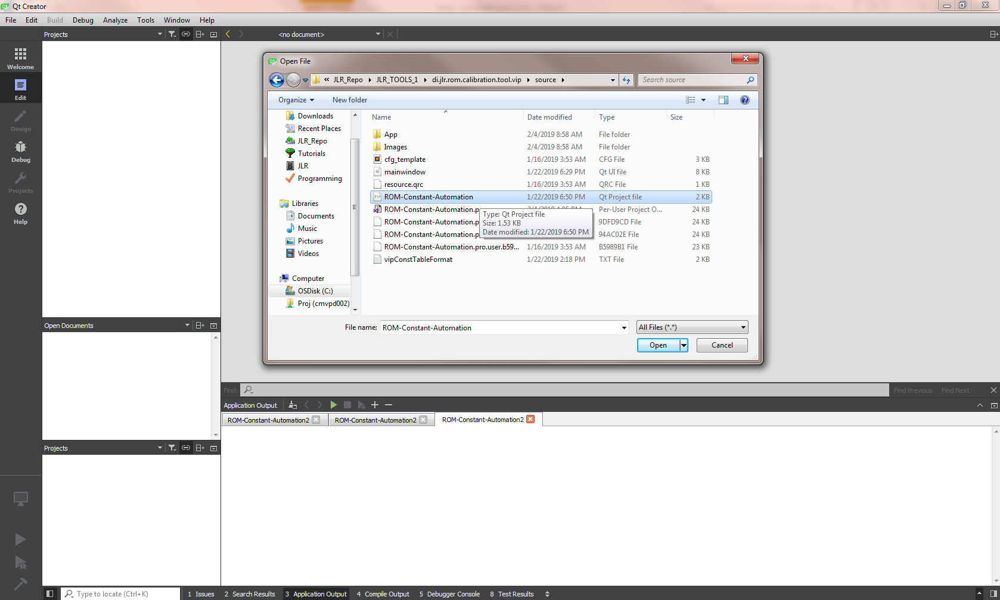 Qt Creator
File Edit Build Debug Analyze Tools Window Help
Projects
<no document>
Welcome
Edit
Design
Debug
Projects
Help
Open File
« JLR_Repo JLR_TOOLS_1 di.jlr.rom.calibration.tool.vip source
Search source
Organize New folder
Downloads
Recent Places
JLR_Repo
Tutorials
JLR
Programming
Libraries
Documents
Music
Pictures
Videos
Computer
OSDisk (C:)
Proj (cmvpd002)
Name Date modified Type Size
App 2/4/2019 8:58 AM File folder
Images 2/4/2019 8:58 AM File folder
cfg_template 1/16/2019 3:53 AM CFG File 3 KB
mainwindow 1/22/2019 6:29 PM Qt UI file 8 KB
resource.qrc 1/16/2019 3:53 AM QRC File 1 KB
ROM-Constant-Automation 1/22/2019 6:50 PM Qt Project file 2 KB
ROM-Constant-Automation.p Per-User Project O... 24 KB
ROM-Constant-Automation.p 9DFD9CD File 24 KB
ROM-Constant-Automation.p 94AC02E File 24 KB
ROM-Constant-Automation.pro.user.b59... 1/16/2019 3:53 AM B5989B1 File 23 KB
vipConstTableFormat 1/22/2019 2:18 PM TXT File 2 KB
Type: Qt Project file
Size: 1.53 KB
Date modified: 1/22/2019 6:50 PM
File name: ROM-Constant-Automation All Files (*.*)
Open Cancel
Open Documents
Projects
Find: Find Previous Find Next
Application Output
ROM-Constant-Automation2 ROM-Constant-Automation2 ROM-Constant-Automation2
Type to locate (Ctrl+K) 1 Issues 2 Search Results 3 Application Output 4 Compile Output 5 Debugger Console 8 Test Results